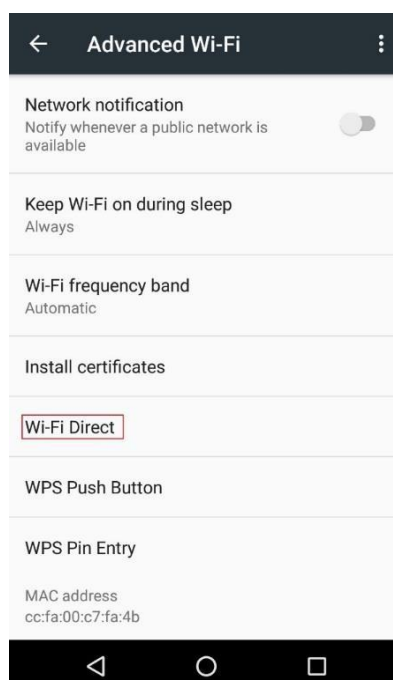 Advanced Wi-Fi
Network notification
Notify whenever a public network is
available
Keep Wi-Fi on during sleep
Always
Wi-Fi frequency band
Automatic
Install certificates
Wi-Fi Direct
WPS Push Button
WPS Pin Entry
MAC address
cc:fa:00:c7:fa:4b